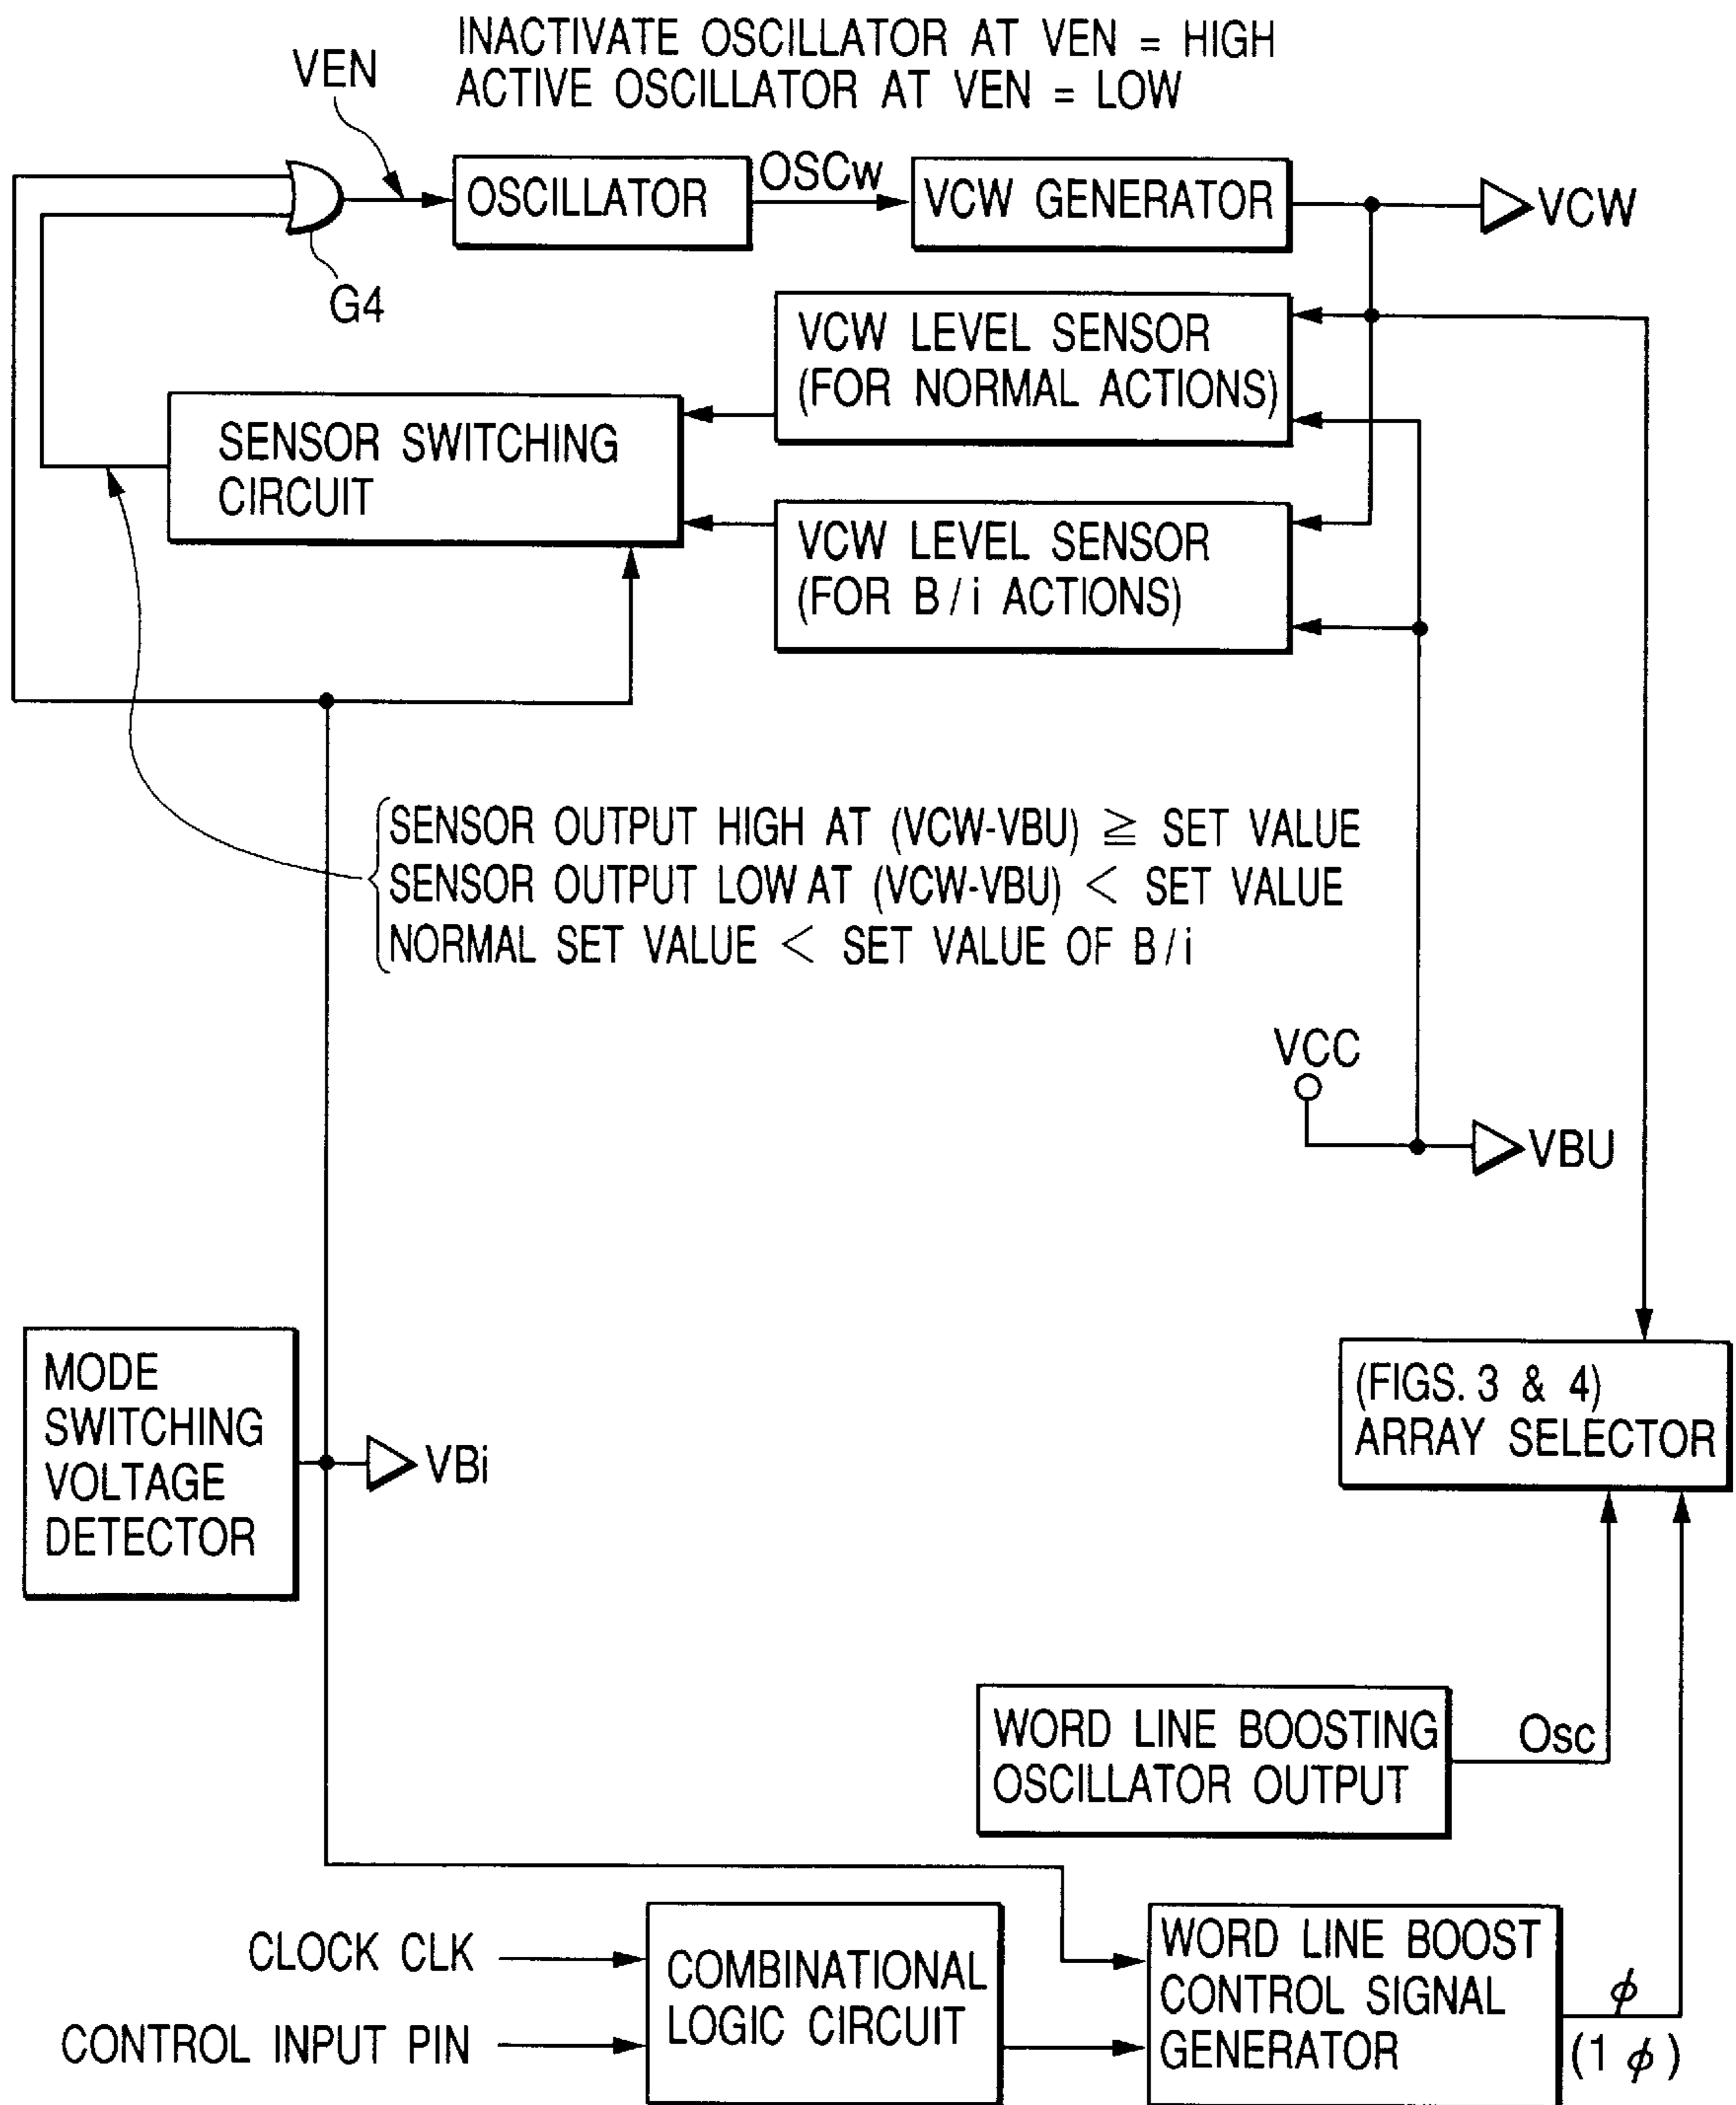 INACTIVATE OSCILLATOR AT VEN = HIGH
ACTIVE OSCILLATOR AT VEN = LOW
VEN
OSCILLATOR
OSCw
VCW GENERATOR
VCW
G4
VCW LEVEL SENSOR
(FOR NORMAL ACTIONS)
SENSOR SWITCHING
CIRCUIT
VCW LEVEL SENSOR
(FOR B/i ACTIONS)
SENSOR OUTPUT HIGH AT (VCW-VBU) ≧ SET VALUE
SENSOR OUTPUT LOW AT (VCW-VBU) < SET VALUE
NORMAL SET VALUE < SET VALUE OF B/i
VCC
VBU
MODE
SWITCHING
VOLTAGE
DETECTOR
VBi
(FIGS. 3 & 4)
ARRAY SELECTOR
WORD LINE BOOSTING
OSCILLATOR OUTPUT
Osc
CLOCK CLK
CONTROL INPUT PIN
COMBINATIONAL
LOGIC CIRCUIT
WORD LINE BOOST
CONTROL SIGNAL
GENERATOR
ϕ
(1 ϕ)